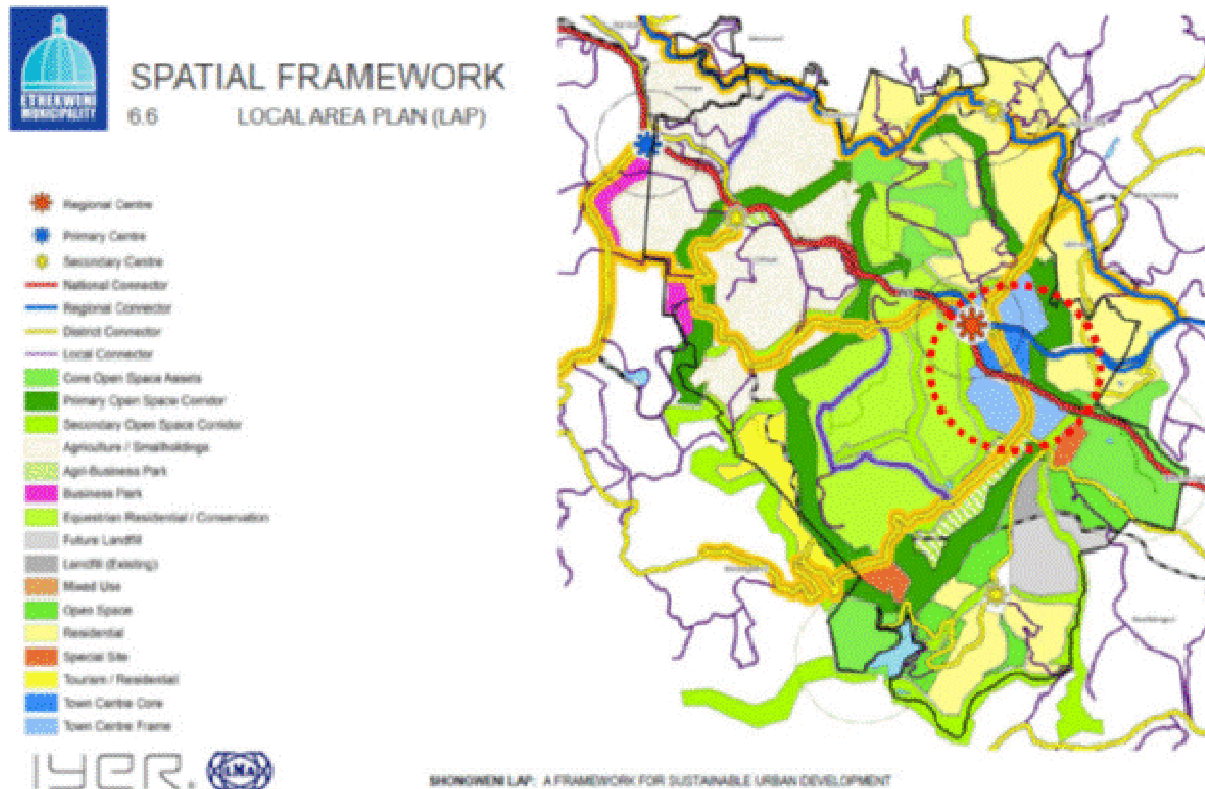 ETHEKWINI
MUNICIPALITY
SPATIAL FRAMEWORK
6.6 LOCAL AREA PLAN (LAP)
Regional Centre
Primary Centre
Secondary Centre
National Connector
Regional Connector
District Connector
Local Connector
Core Open Space Assets
Primary Open Space Corridor
Secondary Open Space Corridor
Agriculture / Smallholdings
Agri-Business Park
Business Park
Equestrian Residential / Conservation
Future Landfill
Landfill (Existing)
Mixed Use
Open Space
Residential
Special Site
Tourism / Residential
Town Centre Core
Town Centre Frame
IYER.
SHONGWENI LAP: A FRAMEWORK FOR SUSTAINABLE URBAN DEVELOPMENT